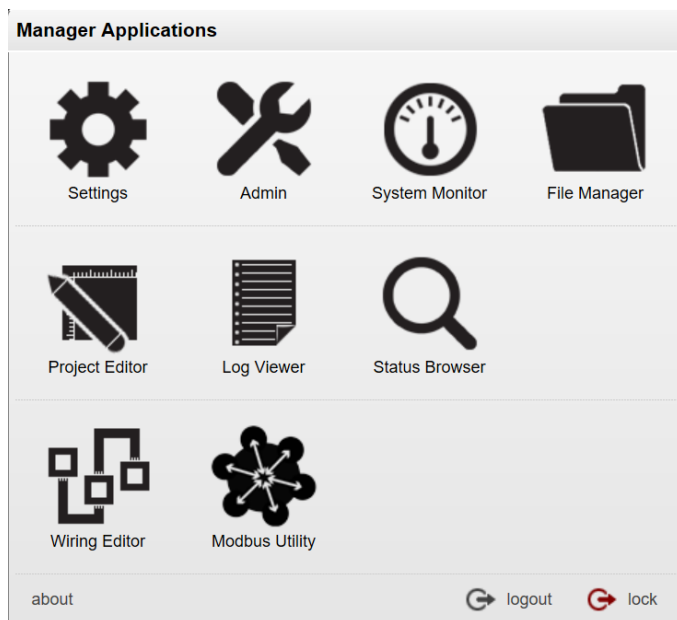 Manager Applications
Settings Admin System Monitor File Manager
Project Editor Log Viewer Status Browser
Wiring Editor Modbus Utility
about logout lock